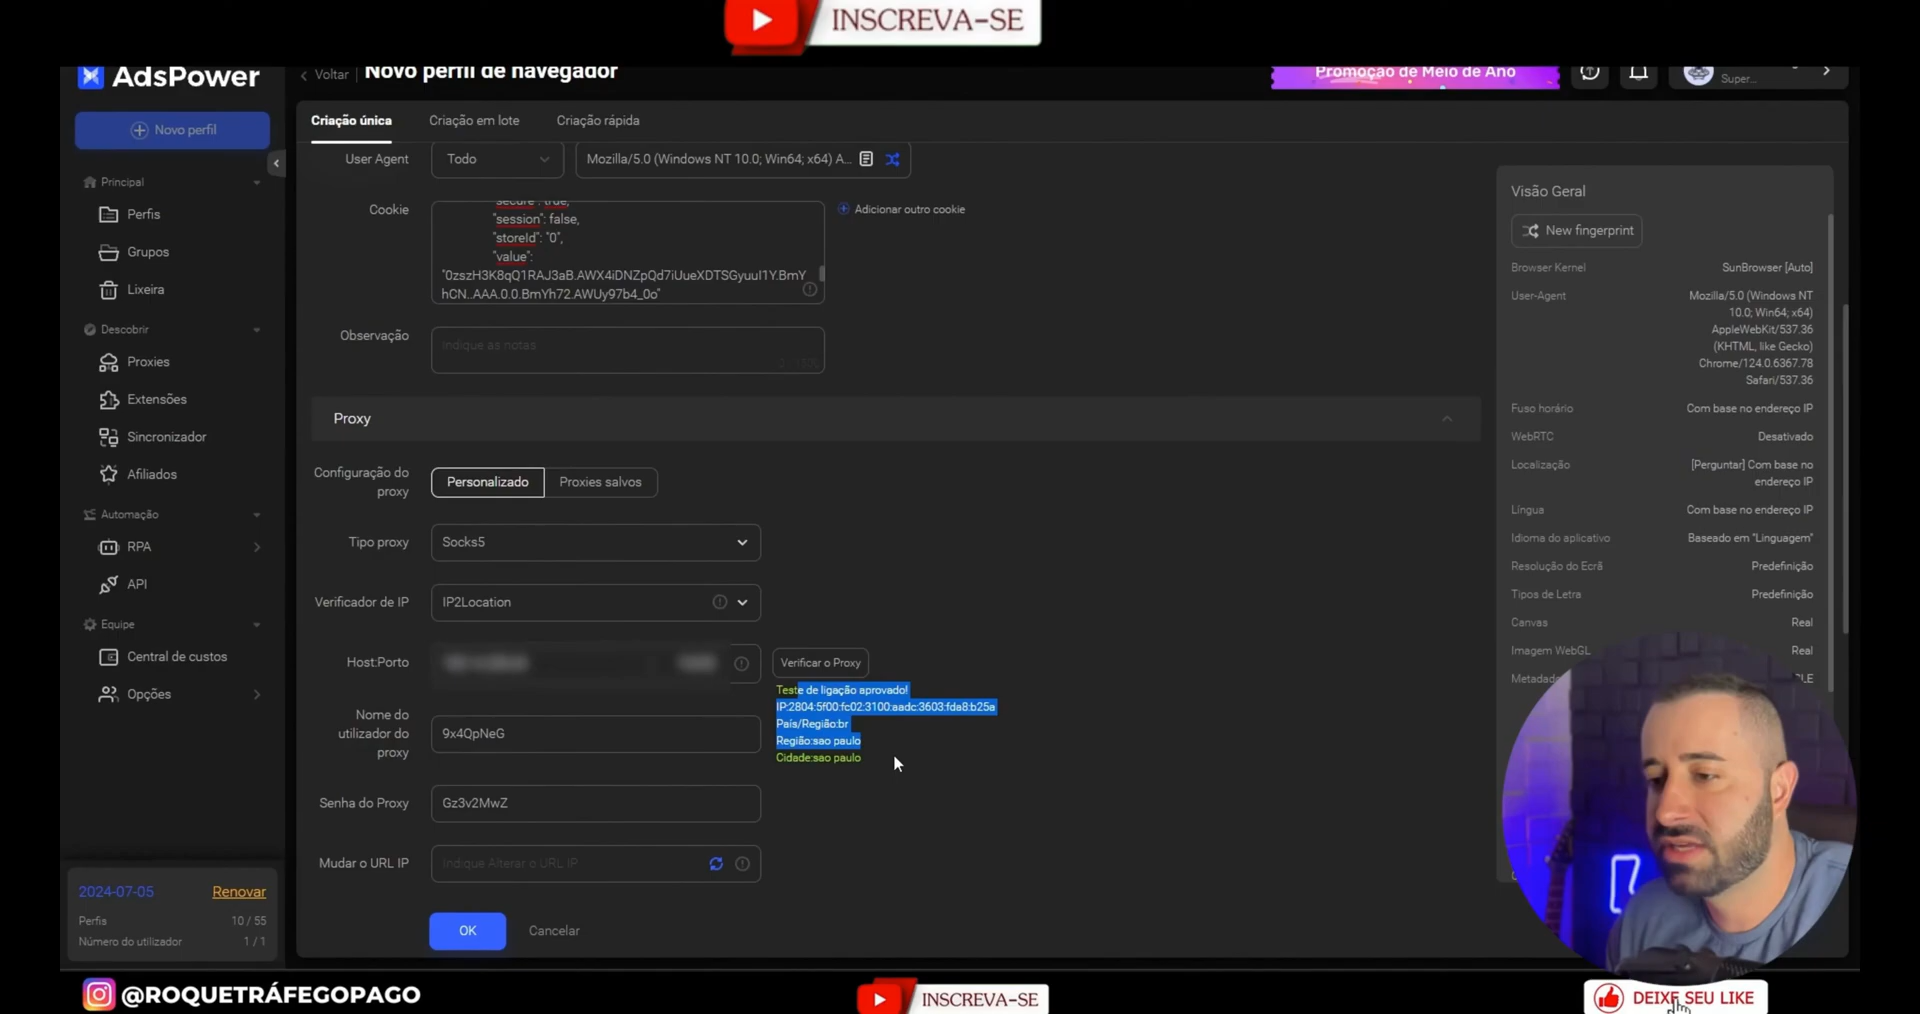 INSCREVA-SE
AdsPower
Voltar
Novo perfil de navegador
Promoção de Meio de Ano
Super...
Novo perfil
Criação única
Criação em lote
Criação rápida
Principal
Perfis
Grupos
Lixeira
Descobrir
Proxies
Extensões
Sincronizador
Afiliados
Automação
RPA
API
Equipe
Central de custos
Opções
2024-07-05
Renovar
Perfis
10 / 55
Número do utilizador
1 / 1
User Agent
Todo
Mozilla/5.0 (Windows NT 10.0; Win64; x64) A...
Cookie
"secure": true,
"session": false,
"storeId": "0",
"value":
"0zszH3K8qQ1RAJ3aB.AWX4iDNZpQd7iUueXDTSGyuuI1Y.BmY
hCN..AAA.0.0.BmYh72.AWUy97b4_0o"
Adicionar outro cookie
Observação
Indique as notas
Proxy
Configuração do
proxy
Personalizado
Proxies salvos
Tipo proxy
Socks5
Verificador de IP
IP2Location
Host:Porto
Verificar o Proxy
Teste de ligação aprovado!
IP:2804:5f00:fc02:3100:aadc:3603:fda8:b25a
País/Região:br
Região:sao paulo
Cidade:sao paulo
Nome do
utilizador do
proxy
9x4QpNeG
Senha do Proxy
Gz3v2MwZ
Mudar o URL IP
Indique Alterar o URL IP
OK
Cancelar
Visão Geral
New fingerprint
Browser Kernel
SunBrowser [Auto]
User-Agent
Mozilla/5.0 (Windows NT
10.0; Win64; x64)
AppleWebKit/537.36
(KHTML, like Gecko)
Chrome/124.0.6367.78
Safari/537.36
Fuso horário
Com base no endereço IP
WebRTC
Desativado
Localização
[Perguntar] Com base no
endereço IP
Língua
Com base no endereço IP
Idioma do aplicativo
Baseado em "Linguagem"
Resolução do Ecrã
Predefinição
Tipos de Letra
Predefinição
Canvas
Real
Imagem WebGL
Real
@ROQUETRÁFEGOPAGO
INSCREVA-SE
DEIXE SEU LIKE